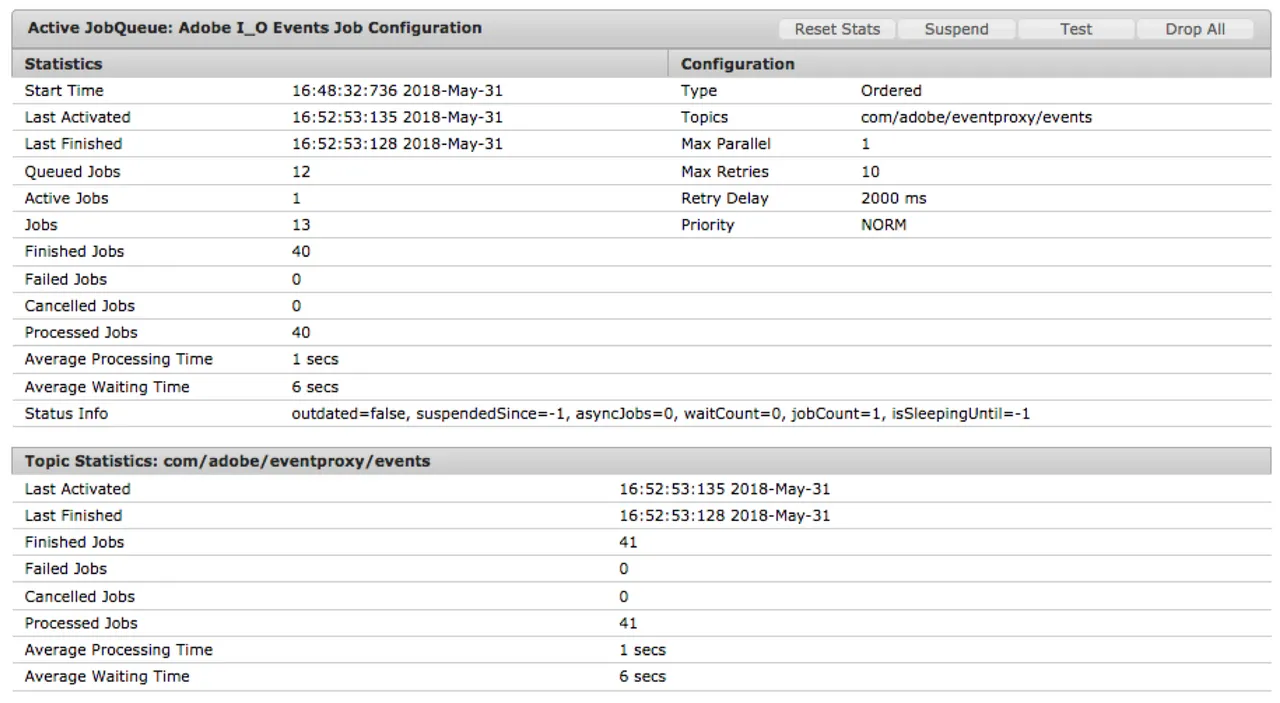 Active JobQueue: Adobe I_O Events Job Configuration Reset Stats Suspend Test Drop All
Statistics Configuration
Start Time 16:48:32:736 2018-May-31 Type Ordered
Last Activated 16:52:53:135 2018-May-31 Topics com/adobe/eventproxy/events
Last Finished 16:52:53:128 2018-May-31 Max Parallel 1
Queued Jobs 12 Max Retries 10
Active Jobs 1 Retry Delay 2000 ms
Jobs 13 Priority NORM
Finished Jobs 40
Failed Jobs 0
Cancelled Jobs 0
Processed Jobs 40
Average Processing Time 1 secs
Average Waiting Time 6 secs
Status Info outdated=false, suspendedSince=-1, asyncJobs=0, waitCount=0, jobCount=1, isSleepingUntil=-1
Topic Statistics: com/adobe/eventproxy/events
Last Activated 16:52:53:135 2018-May-31
Last Finished 16:52:53:128 2018-May-31
Finished Jobs 41
Failed Jobs 0
Cancelled Jobs 0
Processed Jobs 41
Average Processing Time 1 secs
Average Waiting Time 6 secs